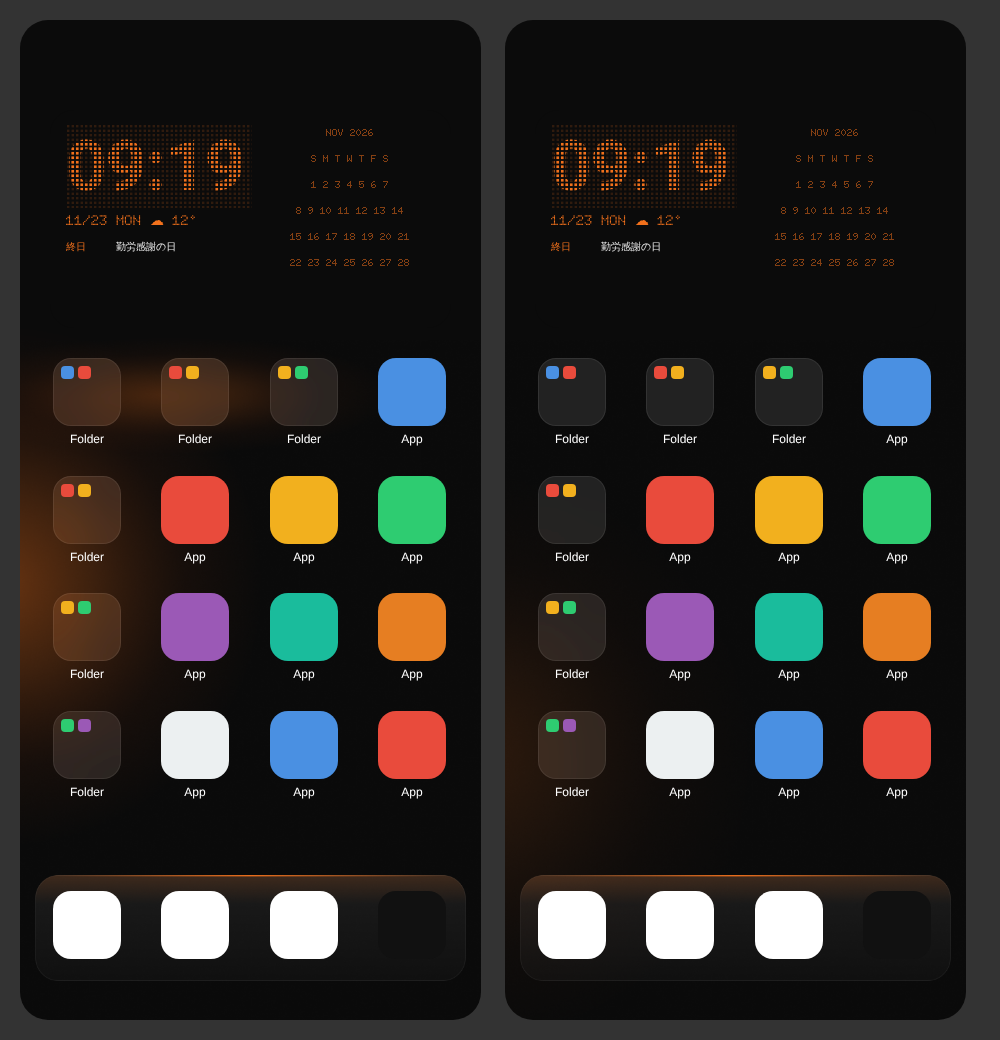 09:19
11/23 MON ☁ 12°
終日 勤労感謝の日
NOV 2026
S M T W T F S
1 2 3 4 5 6 7
8 9 10 11 12 13 14
15 16 17 18 19 20 21
22 23 24 25 26 27 28
Folder Folder Folder App
Folder App App App
Folder App App App
Folder App App App
09:19
11/23 MON ☁ 12°
終日 勤労感謝の日
NOV 2026
S M T W T F S
1 2 3 4 5 6 7
8 9 10 11 12 13 14
15 16 17 18 19 20 21
22 23 24 25 26 27 28
Folder Folder Folder App
Folder App App App
Folder App App App
Folder App App App